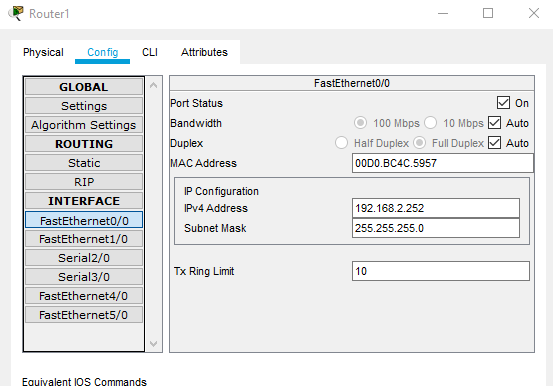 Router1
Physical Config CLI Attributes
GLOBAL
Settings
Algorithm Settings
ROUTING
Static
RIP
INTERFACE
FastEthernet0/0
FastEthernet1/0
Serial2/0
Serial3/0
FastEthernet4/0
FastEthernet5/0
FastEthernet0/0
Port Status On
Bandwidth 100 Mbps 10 Mbps Auto
Duplex Half Duplex Full Duplex Auto
MAC Address 00D0.BC4C.5957
IP Configuration
IPv4 Address 192.168.2.252
Subnet Mask 255.255.255.0
Tx Ring Limit 10
Equivalent IOS Commands